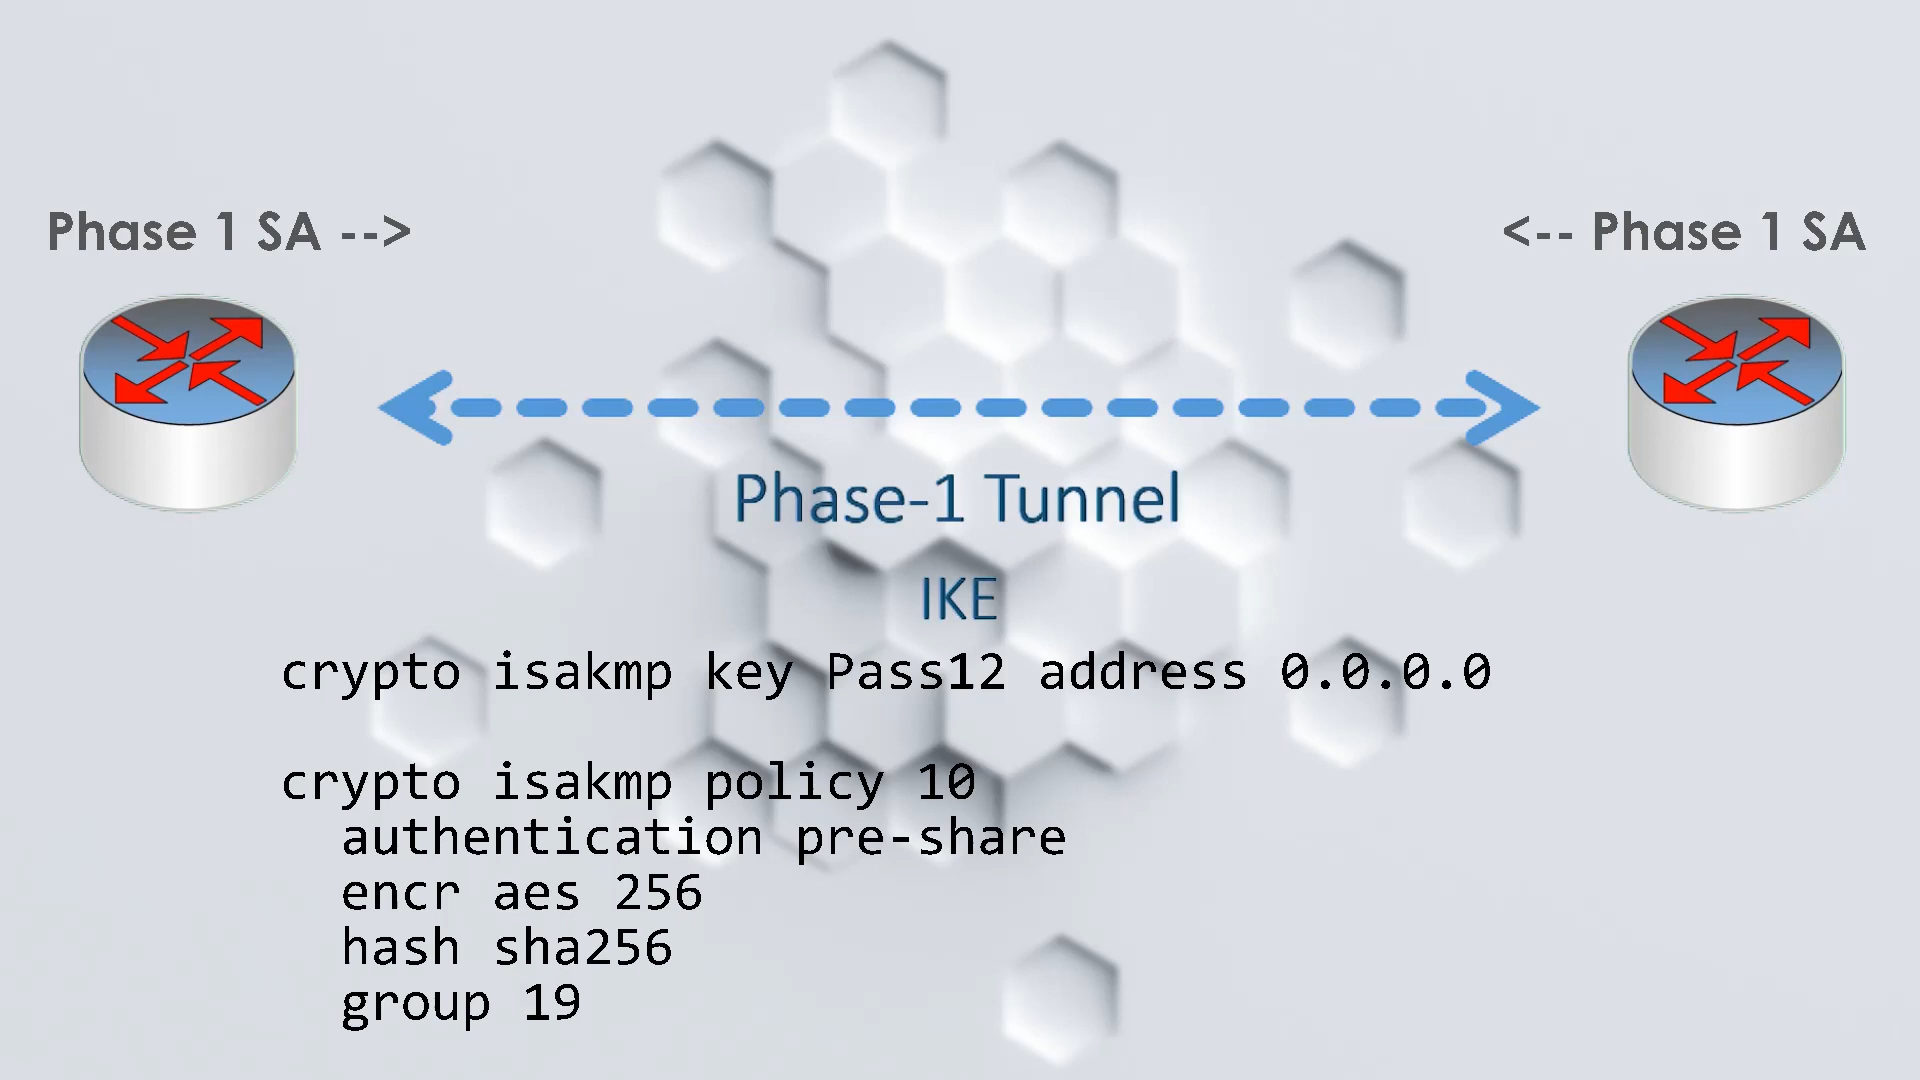 Phase 1 SA -->
<-- Phase 1 SA
Phase-1 Tunnel
IKE
crypto isakmp key Pass12 address 0.0.0.0
crypto isakmp policy 10
authentication pre-share
encr aes 256
hash sha256
group 19